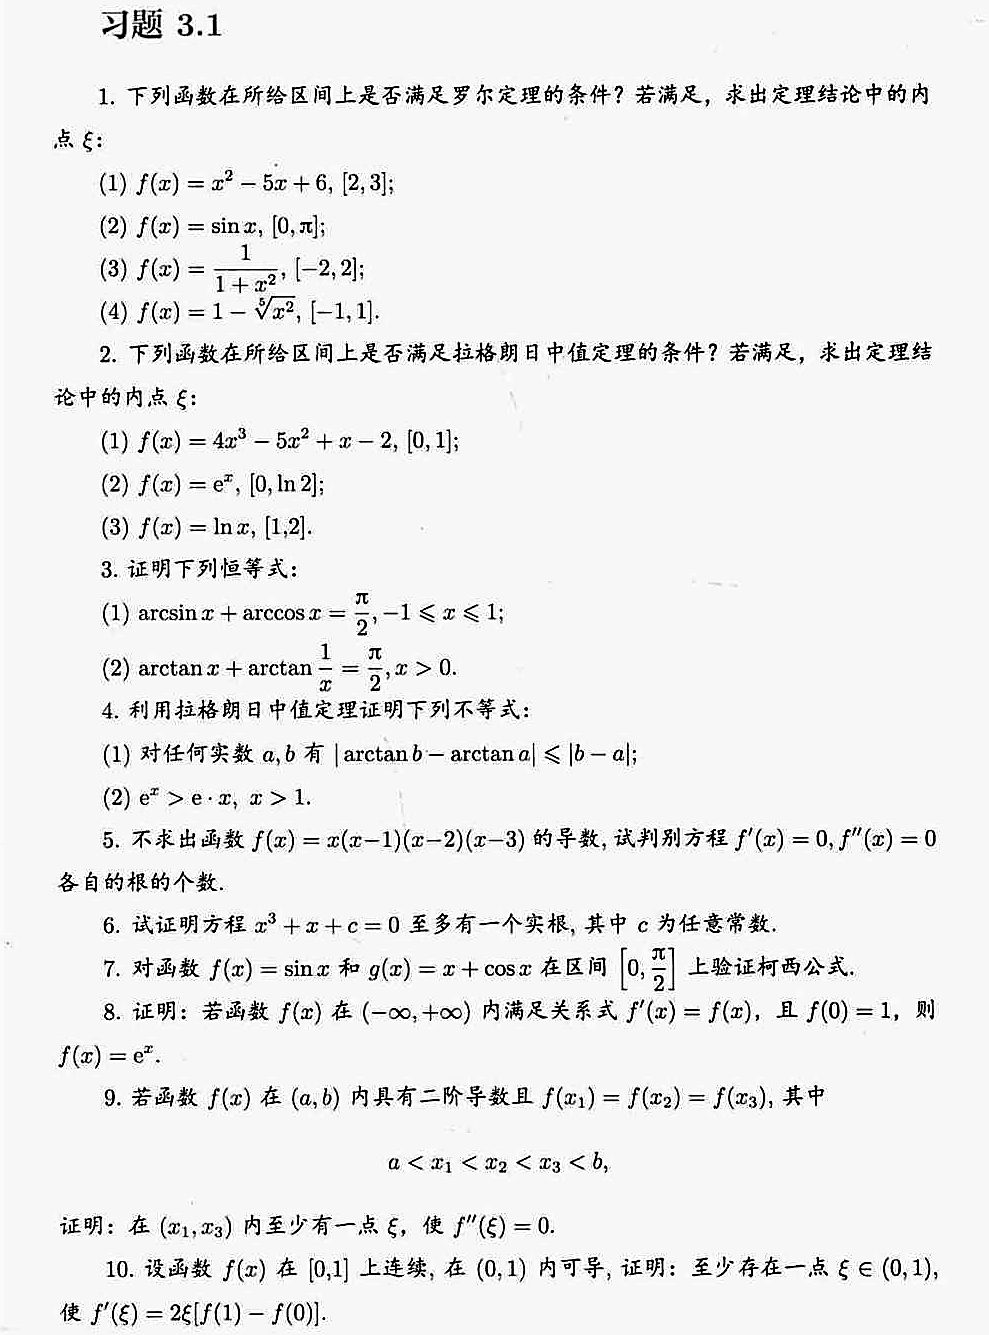 习题 3.1
1. 下列函数在所给区间上是否满足罗尔定理的条件? 若满足, 求出定理结论中的内
点 ξ:
(1) f(x) = x² − 5x + 6, [2, 3];
(2) f(x) = sin x, [0, π];
(3) f(x) = 1/(1 + x²), [−2, 2];
(4) f(x) = 1 − ⁵√x², [−1, 1].
2. 下列函数在所给区间上是否满足拉格朗日中值定理的条件? 若满足, 求出定理结
论中的内点 ξ:
(1) f(x) = 4x³ − 5x² + x − 2, [0, 1];
(2) f(x) = eˣ, [0, ln 2];
(3) f(x) = ln x, [1,2].
3. 证明下列恒等式:
(1) arcsin x + arccos x = π/2, −1 ⩽ x ⩽ 1;
(2) arctan x + arctan 1/x = π/2, x > 0.
4. 利用拉格朗日中值定理证明下列不等式:
(1) 对任何实数 a, b 有 | arctan b − arctan a| ⩽ |b − a|;
(2) eˣ > e · x, x > 1.
5. 不求出函数 f(x) = x(x−1)(x−2)(x−3) 的导数, 试判别方程 f′(x) = 0, f″(x) = 0
各自的根的个数.
6. 试证明方程 x³ + x + c = 0 至多有一个实根, 其中 c 为任意常数.
7. 对函数 f(x) = sin x 和 g(x) = x + cos x 在区间 [0, π/2] 上验证柯西公式.
8. 证明: 若函数 f(x) 在 (−∞, +∞) 内满足关系式 f′(x) = f(x), 且 f(0) = 1, 则
f(x) = eˣ.
9. 若函数 f(x) 在 (a, b) 内具有二阶导数且 f(x₁) = f(x₂) = f(x₃), 其中
a < x₁ < x₂ < x₃ < b,
证明: 在 (x₁, x₃) 内至少有一点 ξ, 使 f″(ξ) = 0.
10. 设函数 f(x) 在 [0,1] 上连续, 在 (0, 1) 内可导, 证明: 至少存在一点 ξ ∈ (0, 1),
使 f′(ξ) = 2ξ[f(1) − f(0)].